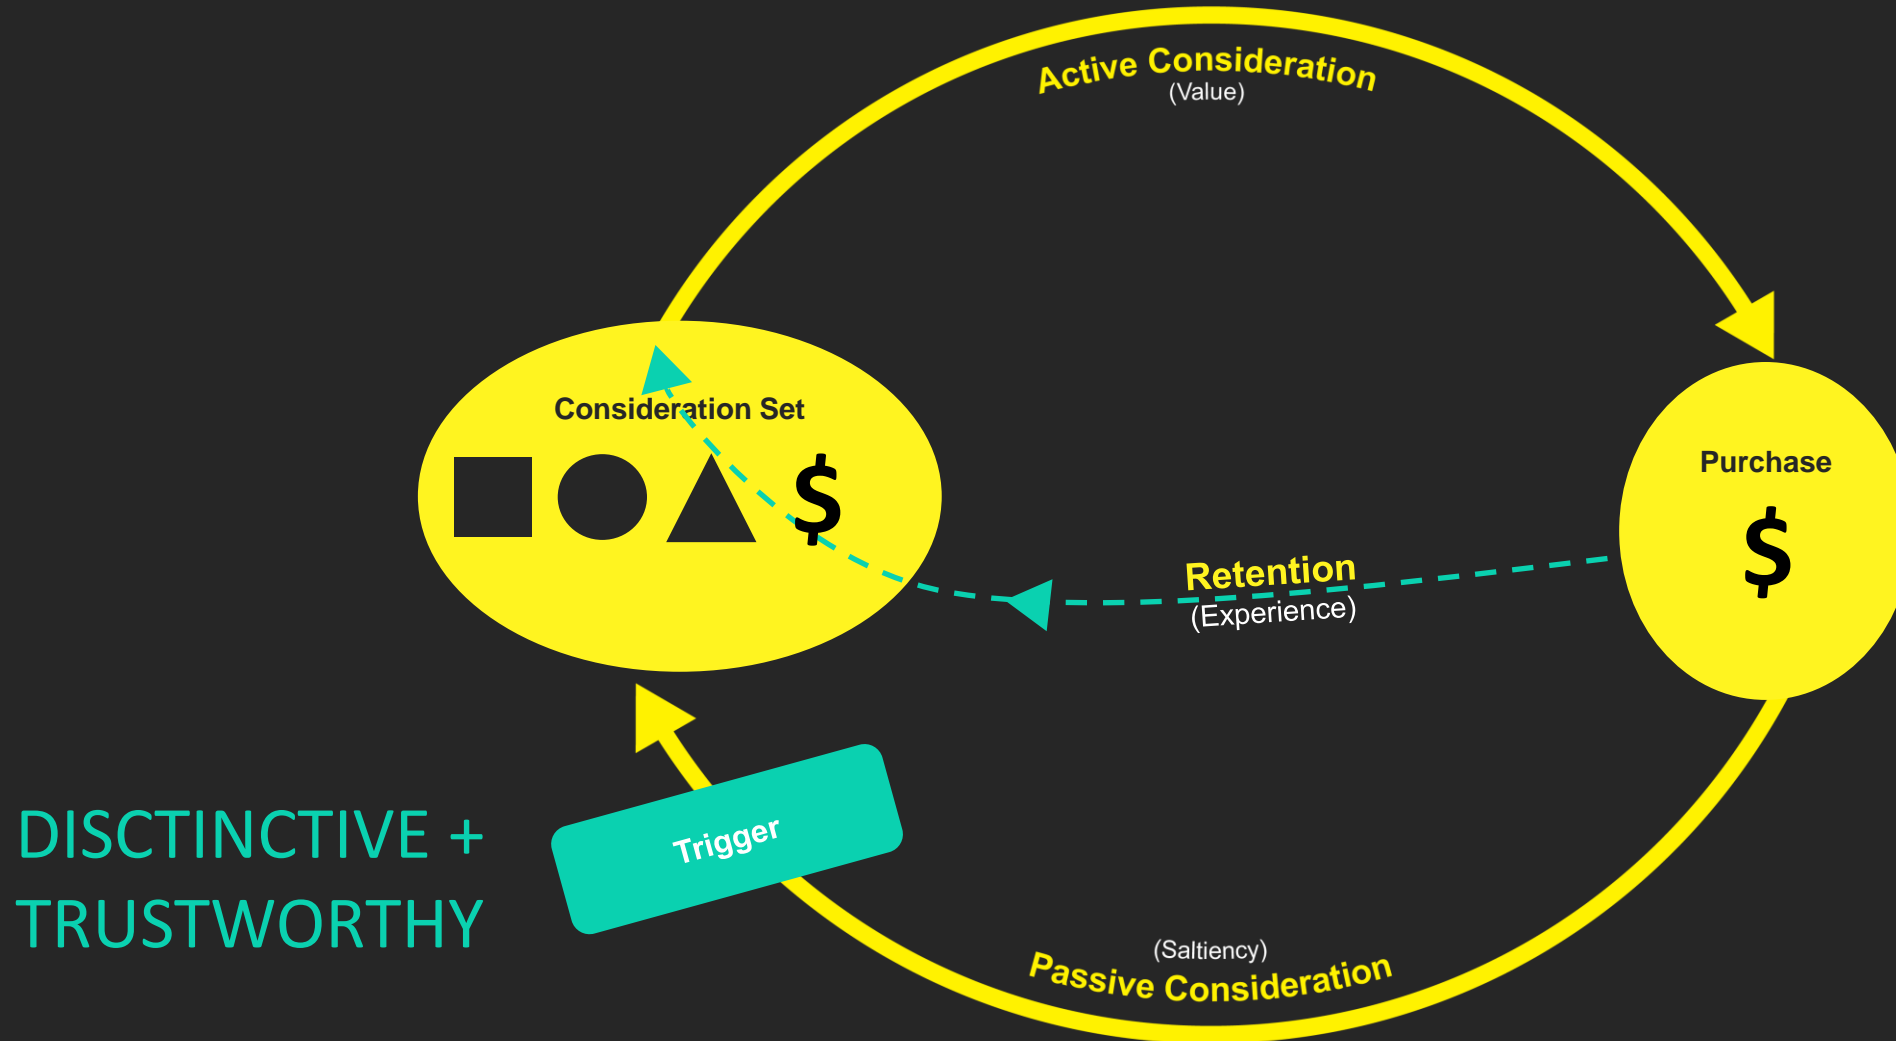 Active Consideration
(Value)
Consideration Set
$
Purchase
$
Retention
(Experience)
Trigger
DISCTINCTIVE +
TRUSTWORTHY
(Saltiency)
Passive Consideration